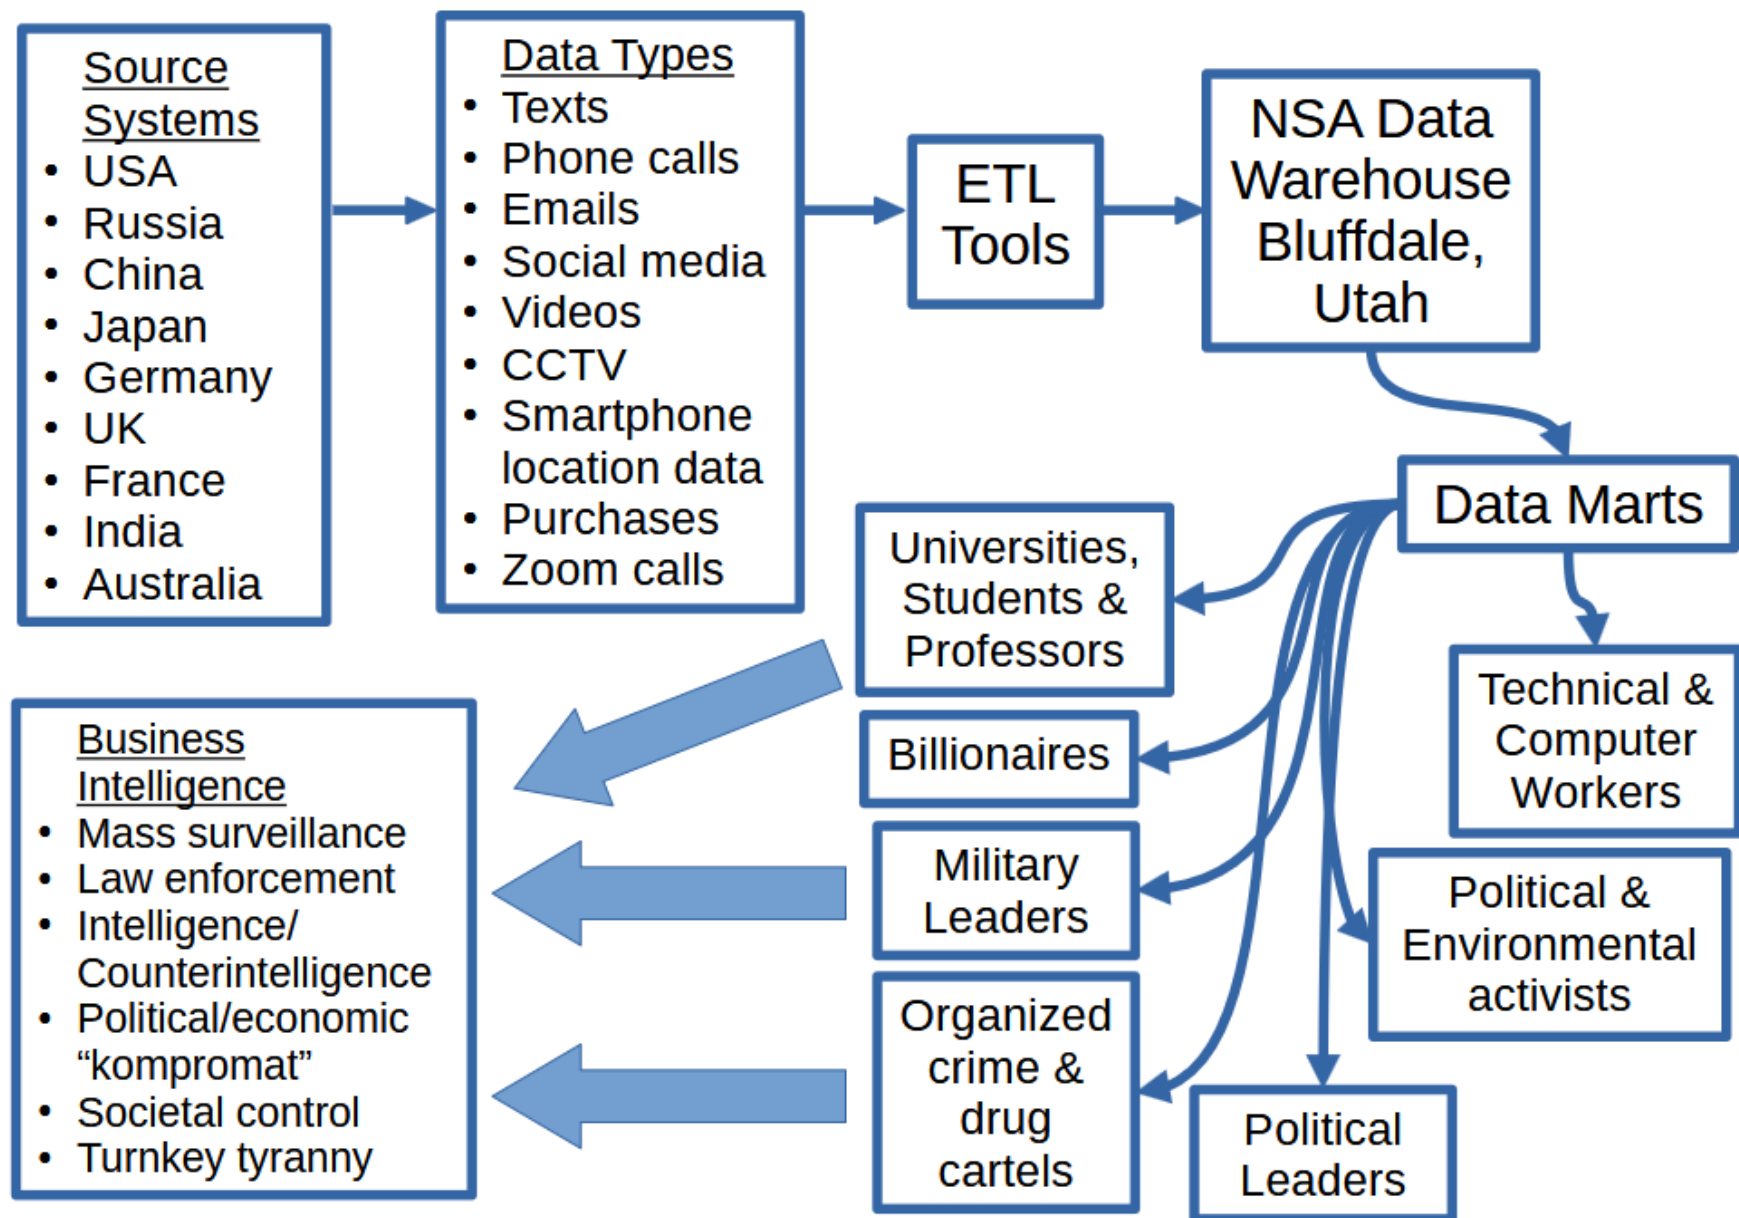 Source
Systems
• USA
• Russia
• China
• Japan
• Germany
• UK
• France
• India
• Australia
Data Types
• Texts
• Phone calls
• Emails
• Social media
• Videos
• CCTV
• Smartphone
location data
• Purchases
• Zoom calls
ETL
Tools
NSA Data
Warehouse
Bluffdale,
Utah
Data Marts
Universities,
Students &
Professors
Billionaires
Military
Leaders
Organized
crime &
drug
cartels
Technical &
Computer
Workers
Political &
Environmental
activists
Political
Leaders
Business
Intelligence
• Mass surveillance
• Law enforcement
• Intelligence/
Counterintelligence
• Political/economic
“kompromat”
• Societal control
• Turnkey tyranny